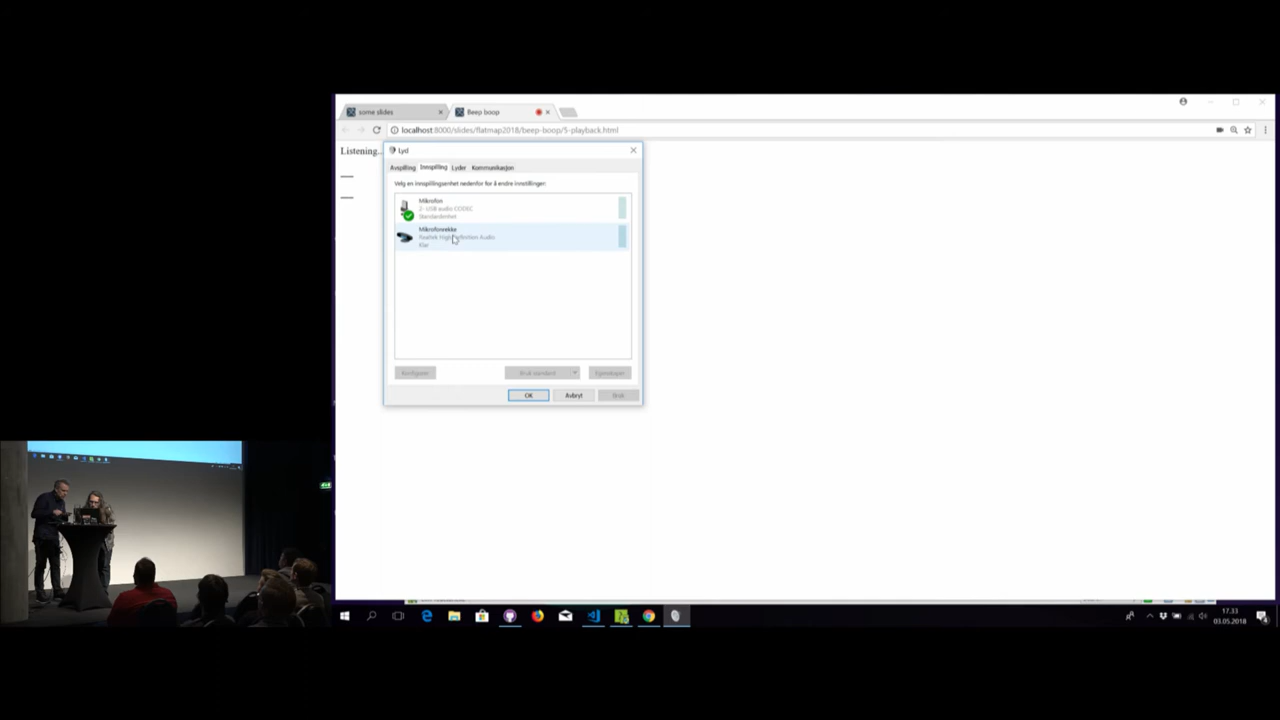 some slides
Beep boop
localhost:8000/slides/flatmap2018/beep-boop/5-playback.html
Listening...
Lyd
Avspilling Innspilling Lyder Kommunikasjon
Velg en innspillingsenhet nedenfor for å endre innstillinger:
Mikrofon
2- USB audio CODEC
Standardenhet
Mikrofonrekke
Realtek High Definition Audio
Klar
Konfigurer
Bruk standard
Egenskaper
OK
Avbryt
Bruk
17.33
03.05.2018